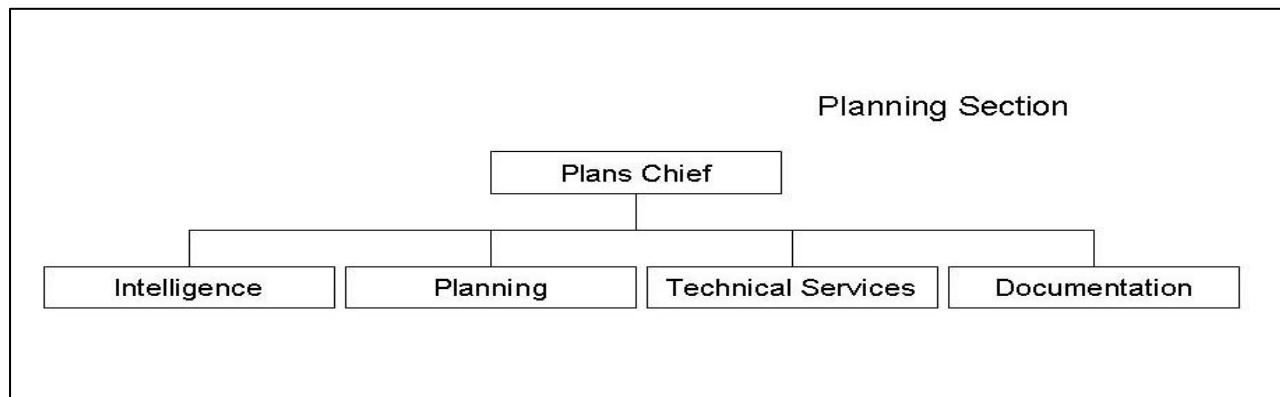 Planning Section
Plans Chief
Intelligence
Planning
Technical Services
Documentation